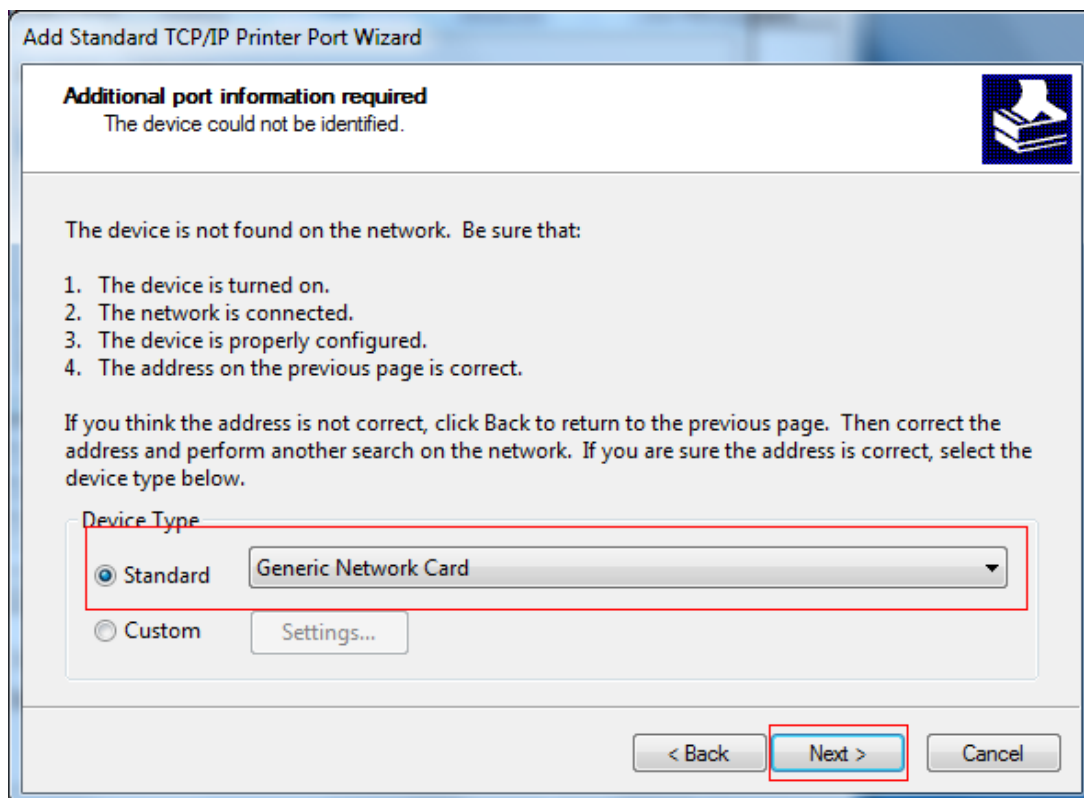 Add Standard TCP/IP Printer Port Wizard
Additional port information required
The device could not be identified.
The device is not found on the network.  Be sure that:
1.  The device is turned on.
2.  The network is connected.
3.  The device is properly configured.
4.  The address on the previous page is correct.
If you think the address is not correct, click Back to return to the previous page.  Then correct the
address and perform another search on the network.  If you are sure the address is correct, select the
device type below.
Device Type
Standard Generic Network Card
Custom Settings...
< Back Next > Cancel